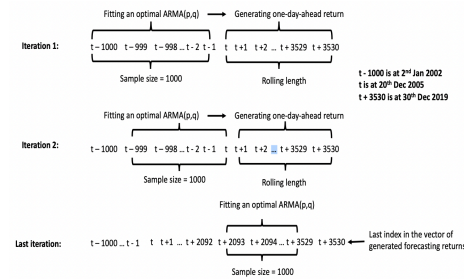 Fitting an optimal ARMA(p,q) Generating one-day-ahead return
Iteration 1: t – 1000 t – 999 t – 998 ... t - 2 t - 1 t t +1 t +2 ... t + 3529 t + 3530
Sample size = 1000 Rolling length
t - 1000 is at 2nd Jan 2002
t is at 20th Dec 2005
t + 3530 is at 30th Dec 2019
Fitting an optimal ARMA(p,q) Generating one-day-ahead return
Iteration 2: t – 1000 t – 999 t – 998 ... t - 2 t - 1 t t +1 t +2 ... t + 3529 t + 3530
Sample size = 1000 Rolling length
Fitting an optimal ARMA(p,q)
Last iteration: t – 1000 ... t - 1 t t +1 ... t + 2092 t + 2093 t + 2094 ... t + 3529 t + 3530
Last index in the vector of
generated forecasting returns
Sample size = 1000